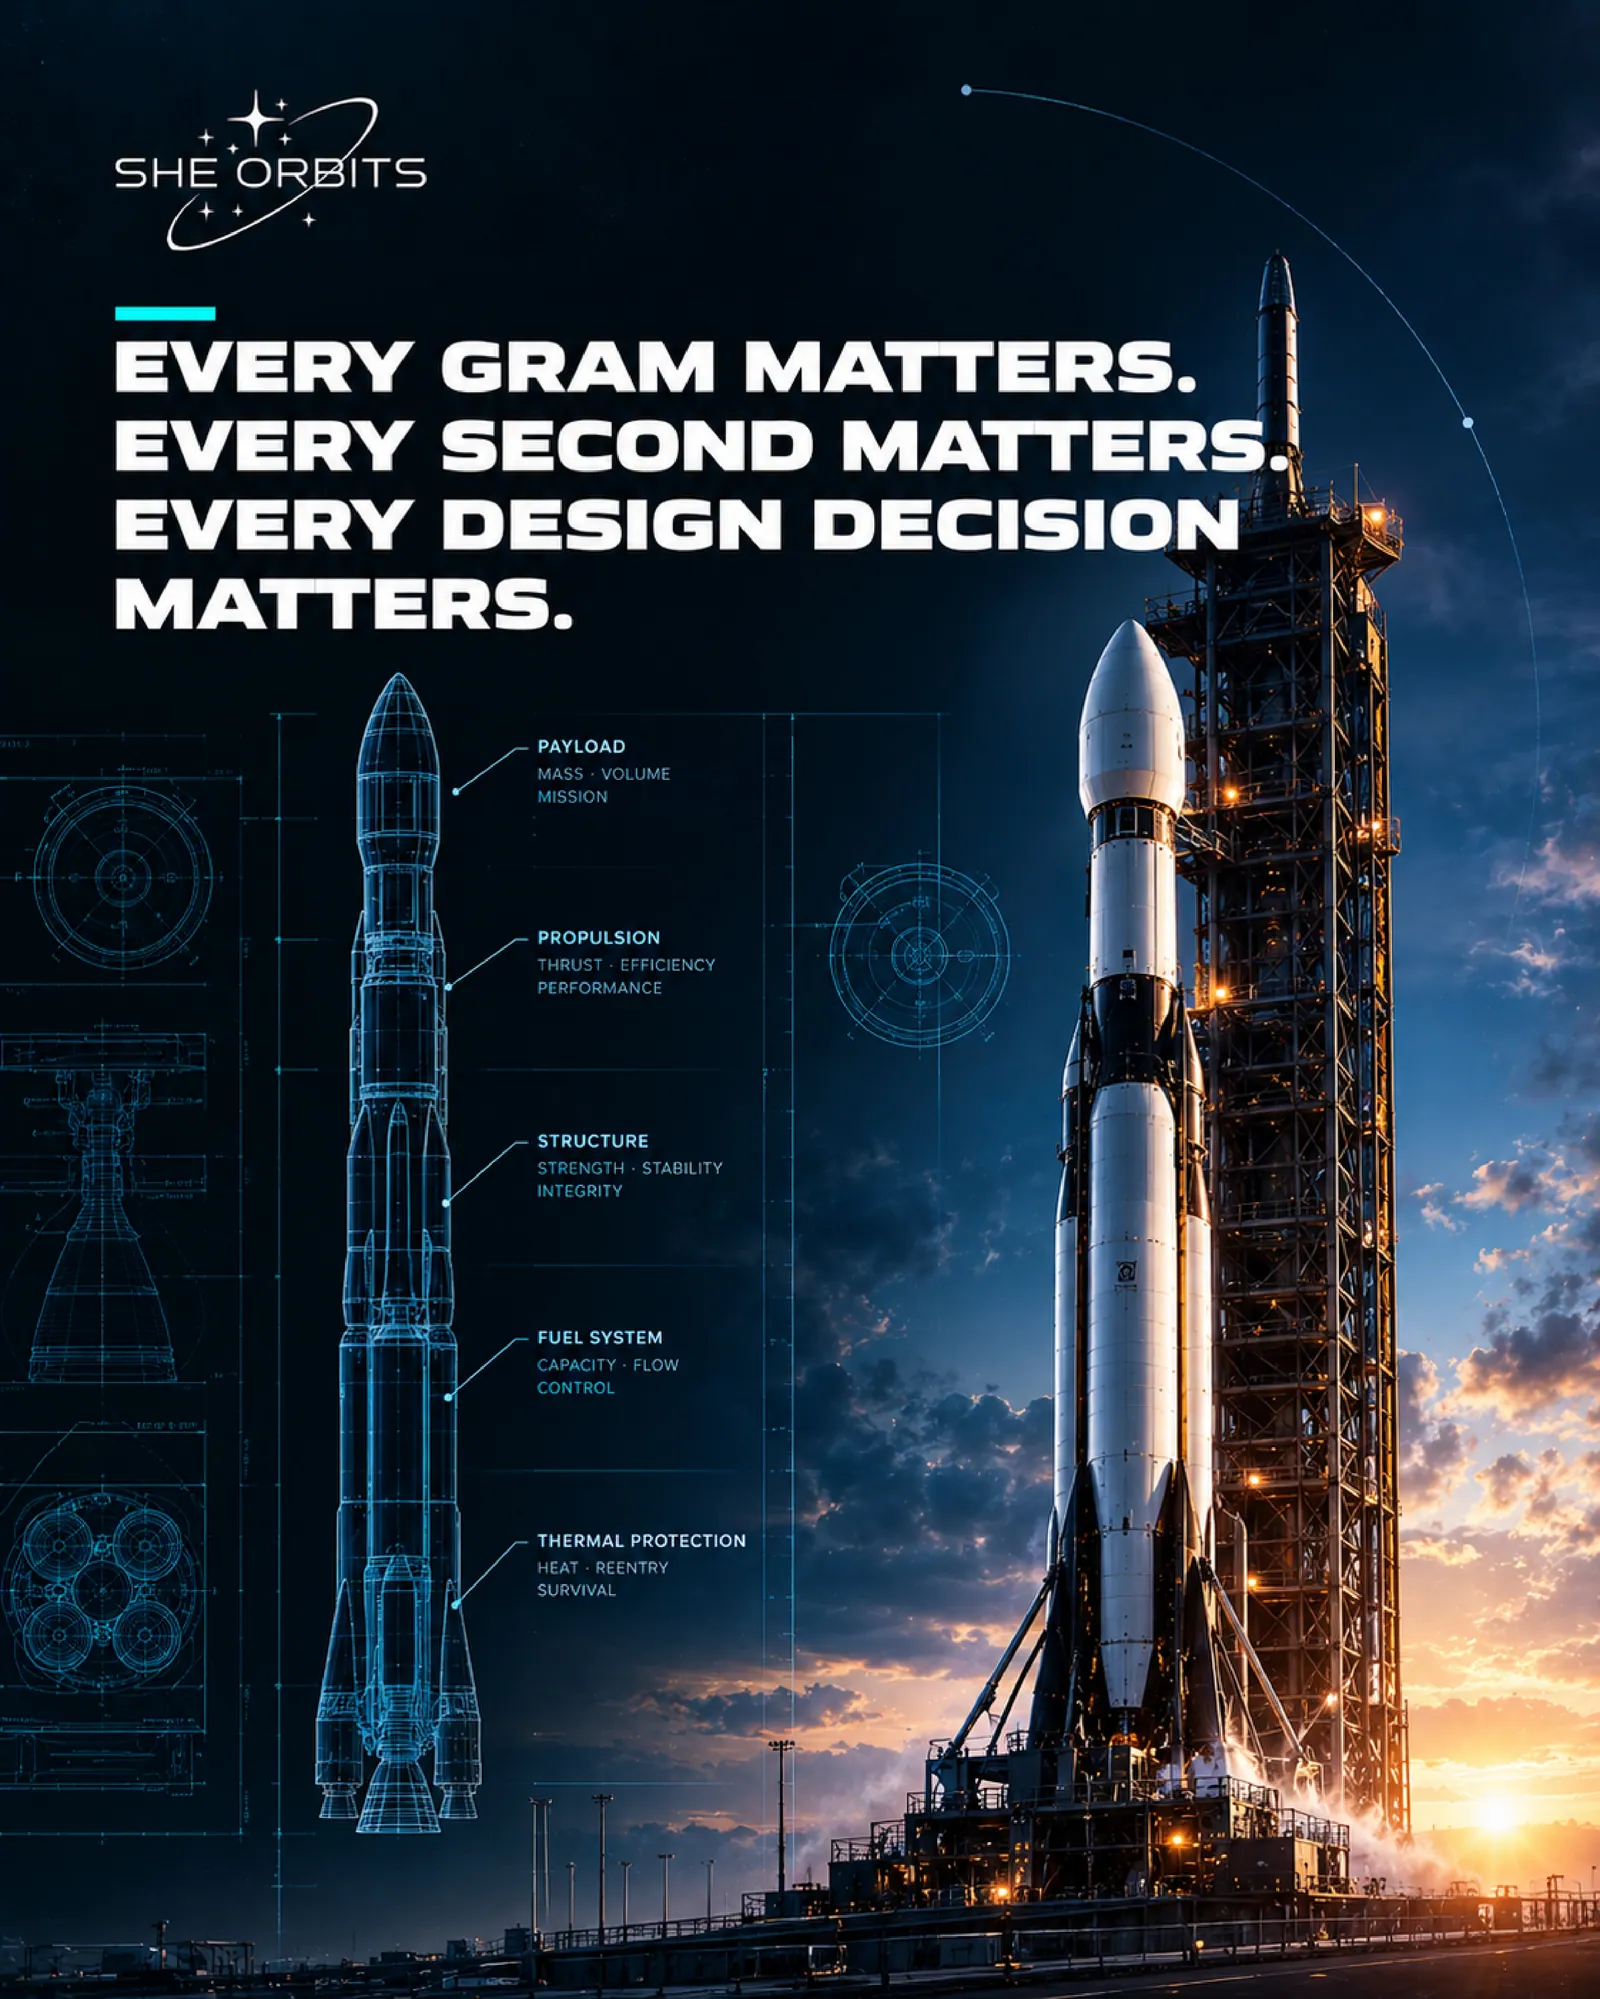 SHE ORBITS
EVERY GRAM MATTERS.
EVERY SECOND MATTERS.
EVERY DESIGN DECISION
MATTERS.
PAYLOAD
MASS · VOLUME
MISSION
PROPULSION
THRUST · EFFICIENCY
PERFORMANCE
STRUCTURE
STRENGTH · STABILITY
INTEGRITY
FUEL SYSTEM
CAPACITY · FLOW
CONTROL
THERMAL PROTECTION
HEAT · REENTRY
SURVIVAL